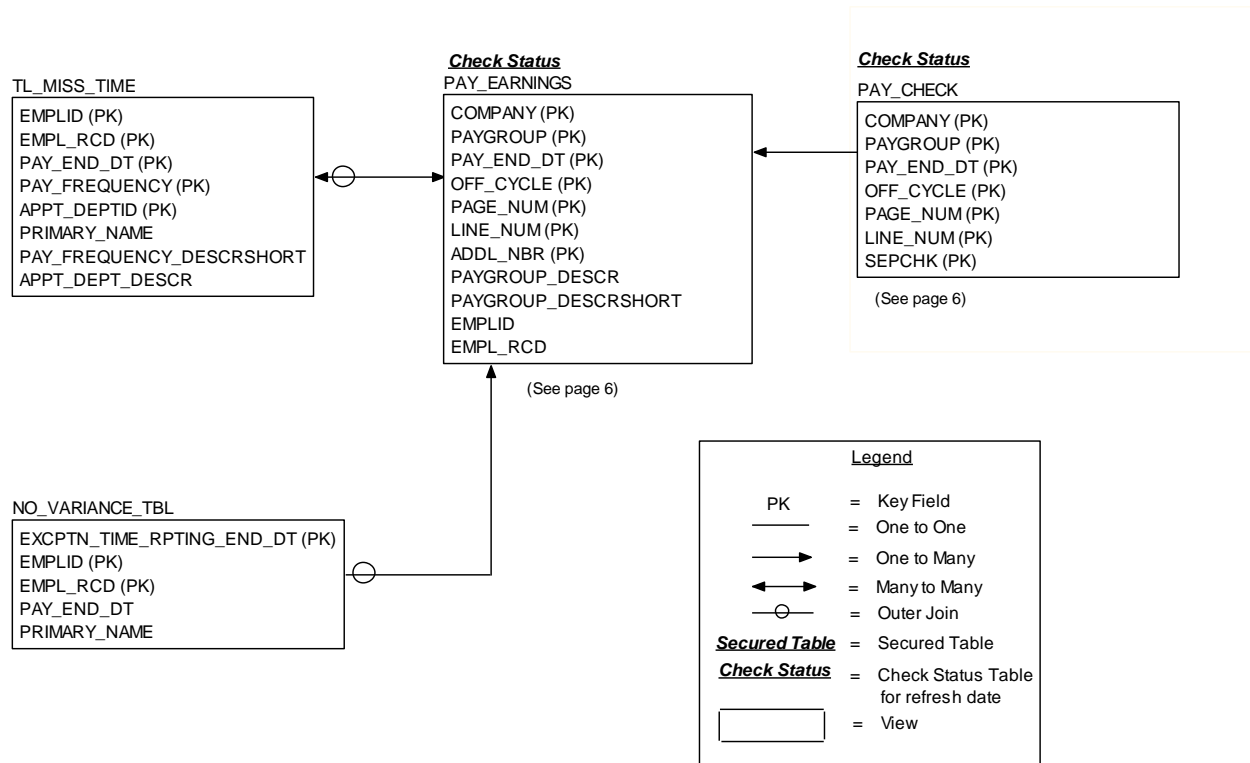 TL_MISS_TIME
EMPLID (PK)
EMPL_RCD (PK)
PAY_END_DT (PK)
PAY_FREQUENCY (PK)
APPT_DEPTID (PK)
PRIMARY_NAME
PAY_FREQUENCY_DESCRSHORT
APPT_DEPT_DESCR
Check Status
PAY_EARNINGS
COMPANY (PK)
PAYGROUP (PK)
PAY_END_DT (PK)
OFF_CYCLE (PK)
PAGE_NUM (PK)
LINE_NUM (PK)
ADDL_NBR (PK)
PAYGROUP_DESCR
PAYGROUP_DESCRSHORT
EMPLID
EMPL_RCD
(See page 6)
Check Status
PAY_CHECK
COMPANY (PK)
PAYGROUP (PK)
PAY_END_DT (PK)
OFF_CYCLE (PK)
PAGE_NUM (PK)
LINE_NUM (PK)
SEPCHK (PK)
(See page 6)
NO_VARIANCE_TBL
EXCPTN_TIME_RPTING_END_DT (PK)
EMPLID (PK)
EMPL_RCD (PK)
PAY_END_DT
PRIMARY_NAME
Legend
PK = Key Field
= One to One
= One to Many
= Many to Many
= Outer Join
Secured Table = Secured Table
Check Status = Check Status Table
for refresh date
= View